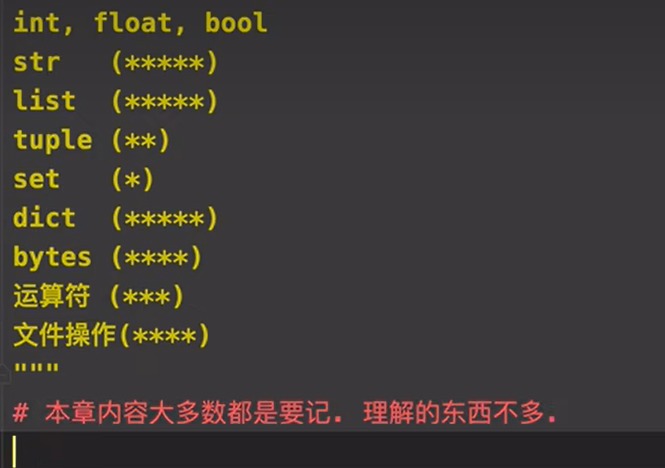 int, float, bool
str   (*****)
list  (*****)
tuple (**)
set   (*)
dict  (*****)
bytes (****)
运算符 (***)
文件操作(****)
"""
# 本章内容大多数都是要记. 理解的东西不多.